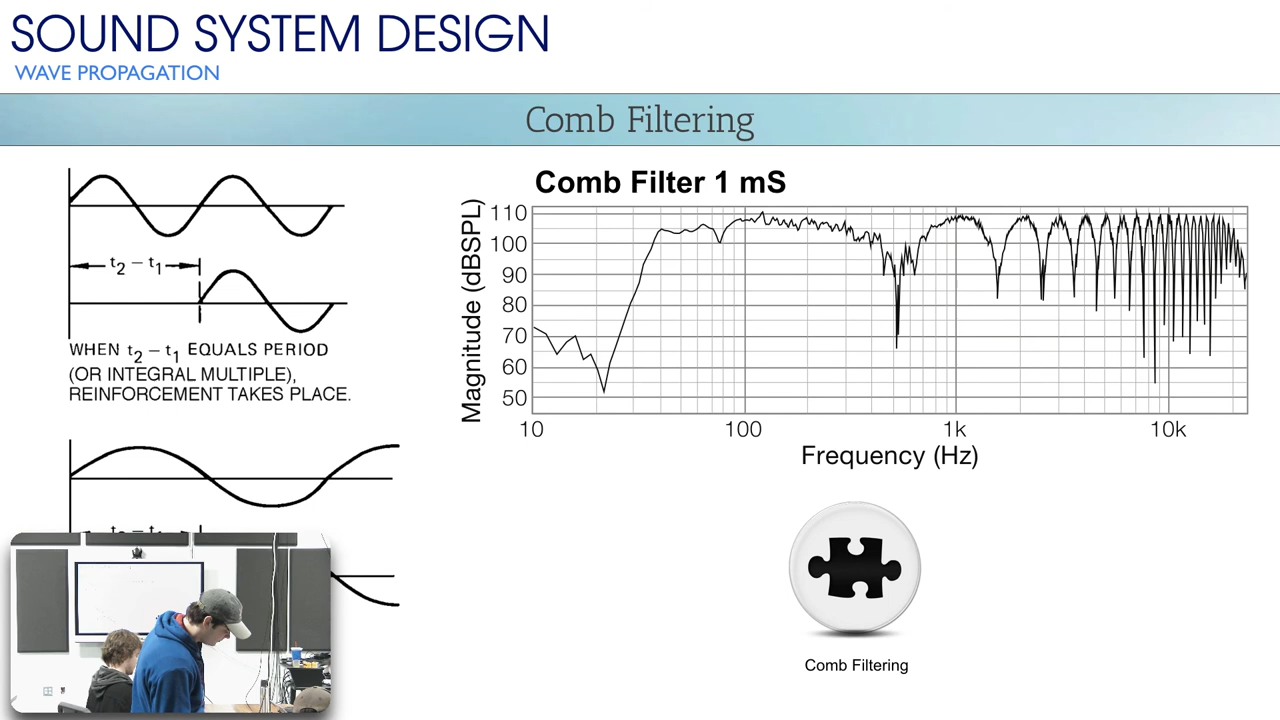 SOUND SYSTEM DESIGN
WAVE PROPAGATION
Comb Filtering
t2 – t1
WHEN t2 – t1 EQUALS PERIOD
(OR INTEGRAL MULTIPLE),
REINFORCEMENT TAKES PLACE.
Comb Filter 1 mS
Magnitude (dBSPL)
110
100
90
80
70
60
50
10
100
1k
10k
Frequency (Hz)
Comb Filtering